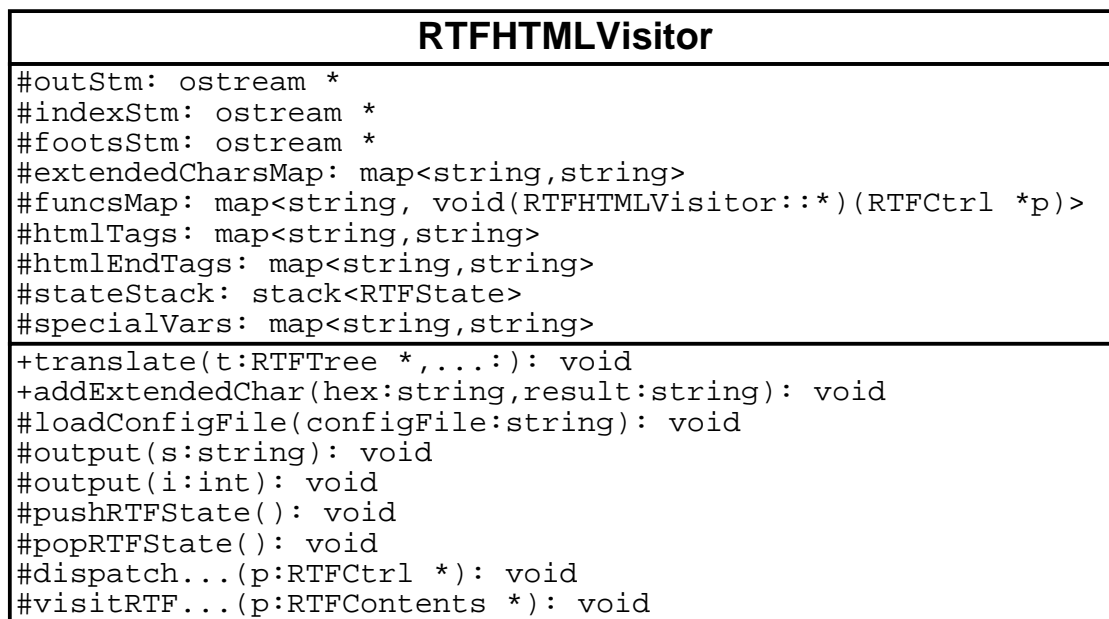 RTFHTMLVisitor
#outStm: ostream *
#indexStm: ostream *
#footsStm: ostream *
#extendedCharsMap: map<string,string>
#funcsMap: map<string, void(RTFHTMLVisitor::*)(RTFCtrl *p)>
#htmlTags: map<string,string>
#htmlEndTags: map<string,string>
#stateStack: stack<RTFState>
#specialVars: map<string,string>
+translate(t:RTFTree *,...:): void
+addExtendedChar(hex:string,result:string): void
#loadConfigFile(configFile:string): void
#output(s:string): void
#output(i:int): void
#pushRTFState(): void
#popRTFState(): void
#dispatch...(p:RTFCtrl *): void
#visitRTF...(p:RTFContents *): void